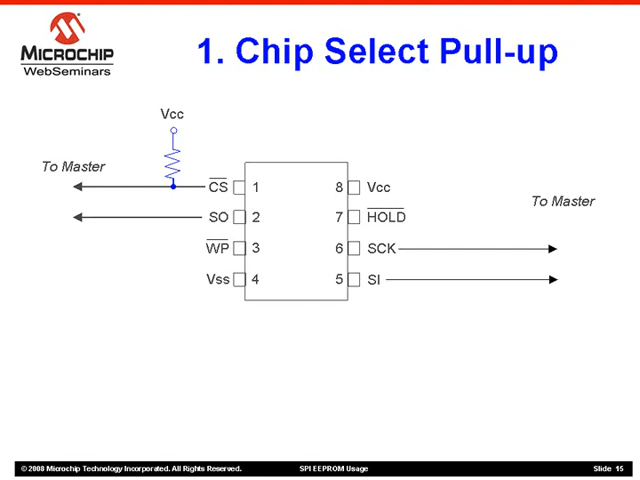 MICROCHIP
WebSeminars
1. Chip Select Pull-up
Vcc
To Master
CS 1
SO 2
WP 3
Vss 4
8 Vcc
7 HOLD
6 SCK
5 SI
To Master
© 2008 Microchip Technology Incorporated. All Rights Reserved. SPI EEPROM Usage Slide 15